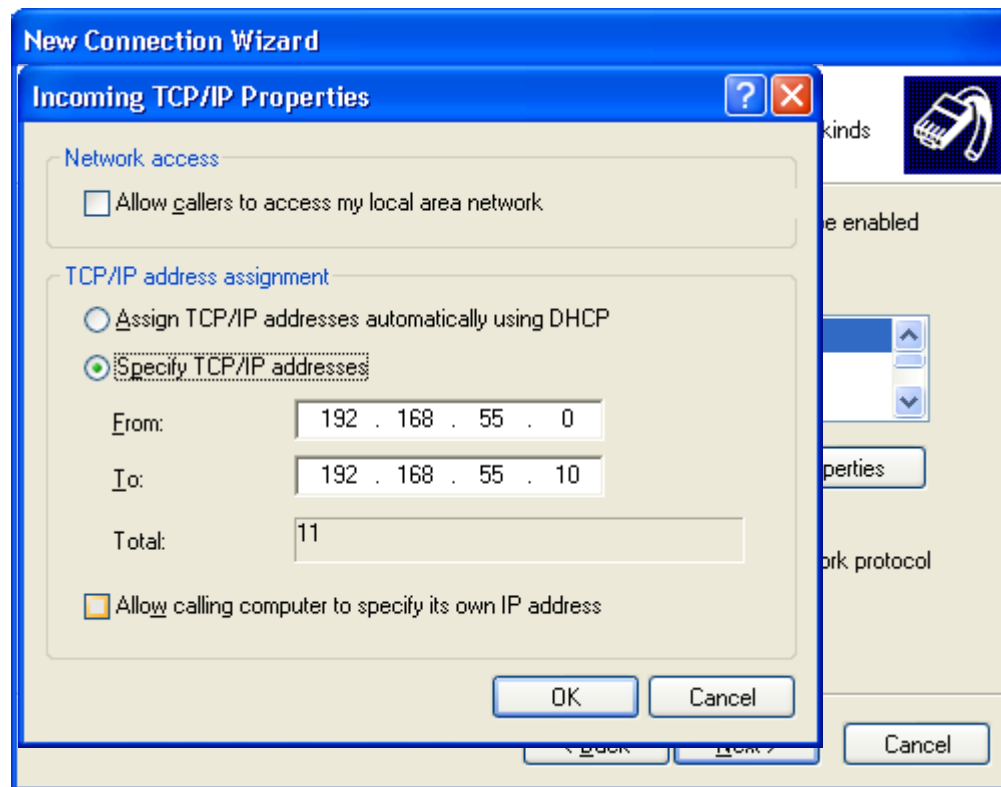 New Connection Wizard
Incoming TCP/IP Properties
kinds
Network access
Allow callers to access my local area network
be enabled
TCP/IP address assignment
Assign TCP/IP addresses automatically using DHCP
Specify TCP/IP addresses
From: 192 . 168 . 55 . 0
To: 192 . 168 . 55 . 10
perties
Total: 11
ork protocol
Allow calling computer to specify its own IP address
OK Cancel
< Back Next > Cancel